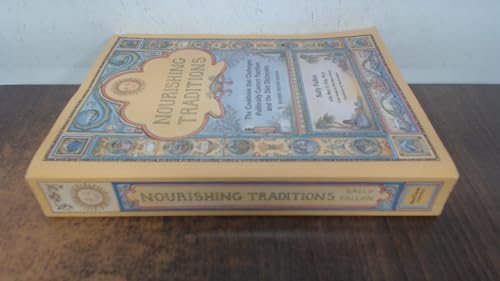 NOURISHING
TRADITIONS
The Cookbook that Challenges
Politically Correct Nutrition
and the Diet Dictocrats
Sally Fallon
NOURISHING TRADITIONS
SALLY
FALLON